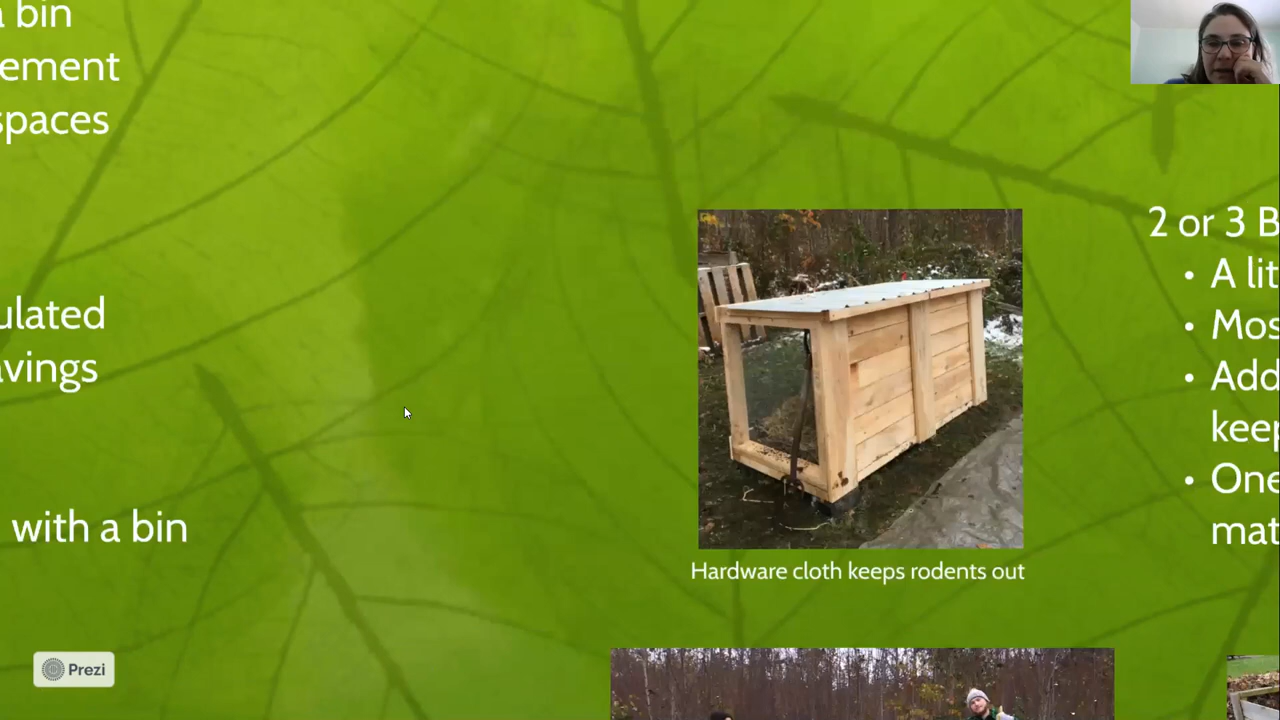 a bin
ement
spaces
ulated
avings
with a bin
Hardware cloth keeps rodents out
2 or 3 B
• A lit
• Mos
• Add
keep
• One
mat
Prezi